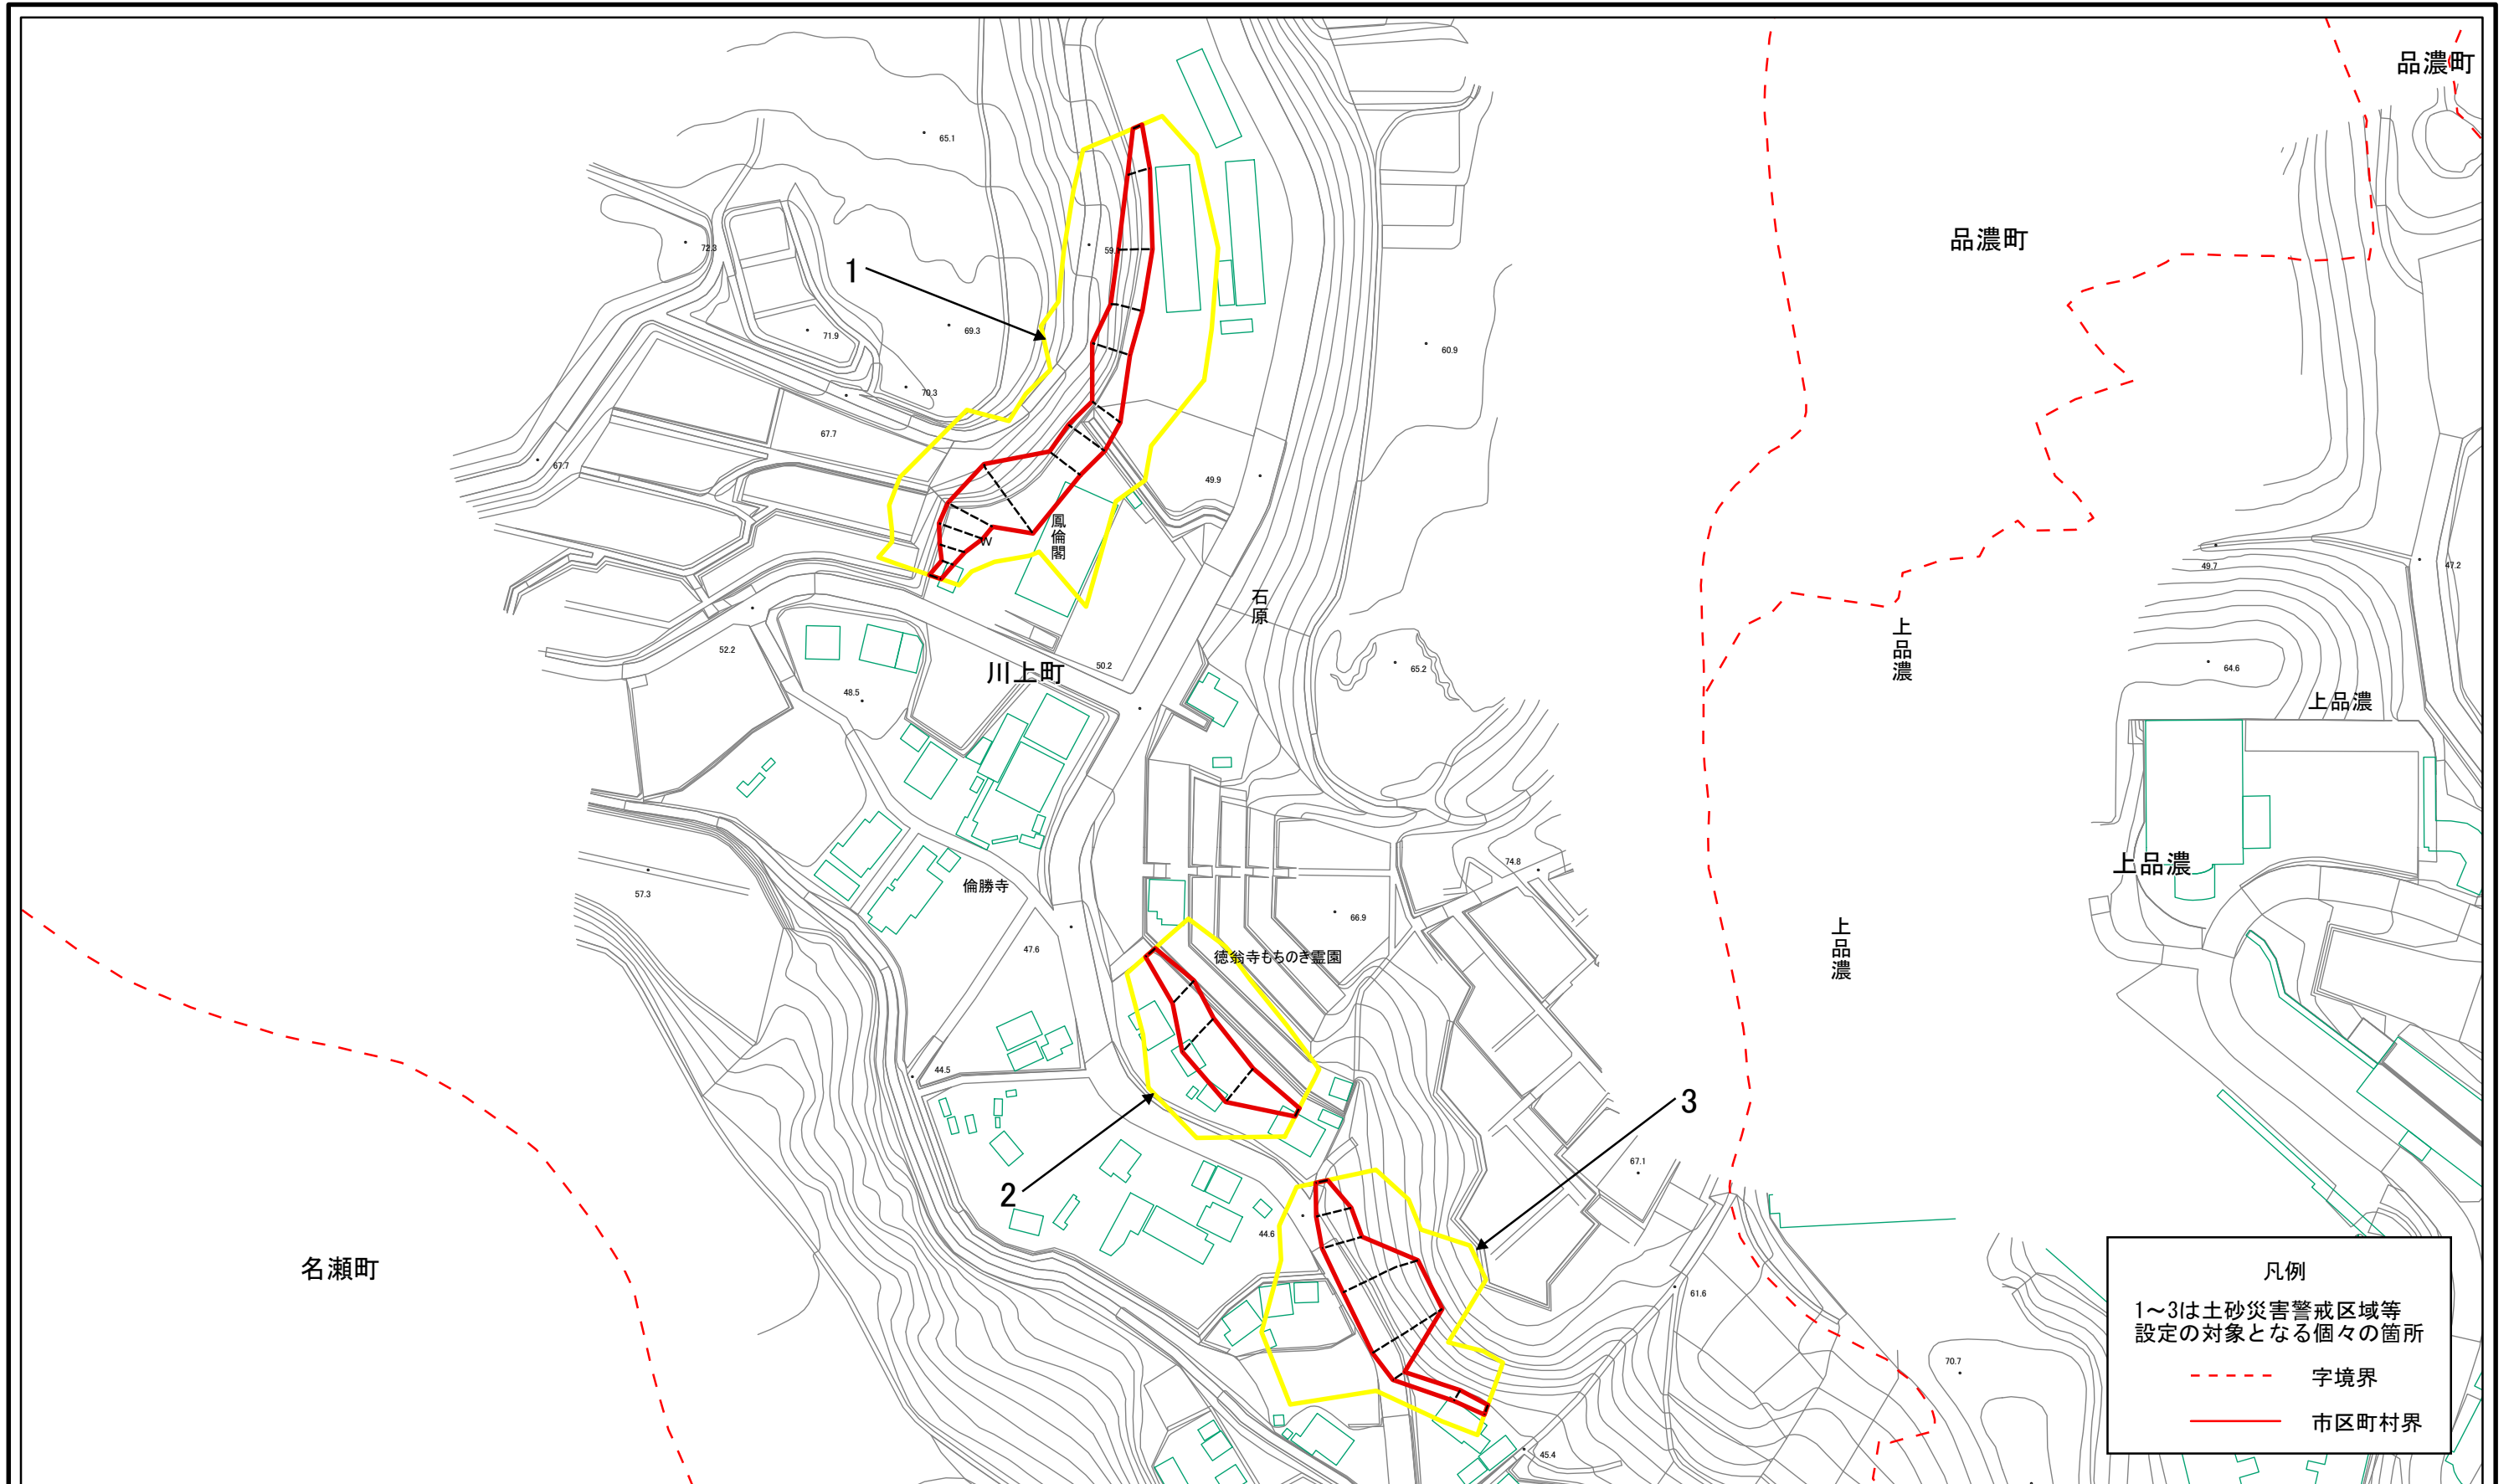 品濃町
65.1
品濃町
72.3
59.
1
69.3
71.9
60.9
70.3
67.7
67.7
49.9
鳳倫閣
W
49.7
47.2
石原
上品濃
52.2
川上町
50.2
65.2
64.6
48.5
上品濃
74.8
上品濃
倫勝寺
57.3
66.9
上品濃
47.6
徳翁寺もちのき霊園
44.5
3
67.1
2
44.6
名瀬町
61.6
凡例
1～3は土砂災害警戒区域等
設定の対象となる個々の箇所
70.7
字境界
市区町村界
45.4